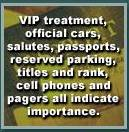 VIP treatment,
official cars,
salutes, passports,
reserved parking,
titles and rank,
cell phones and
pagers all indicate
importance.